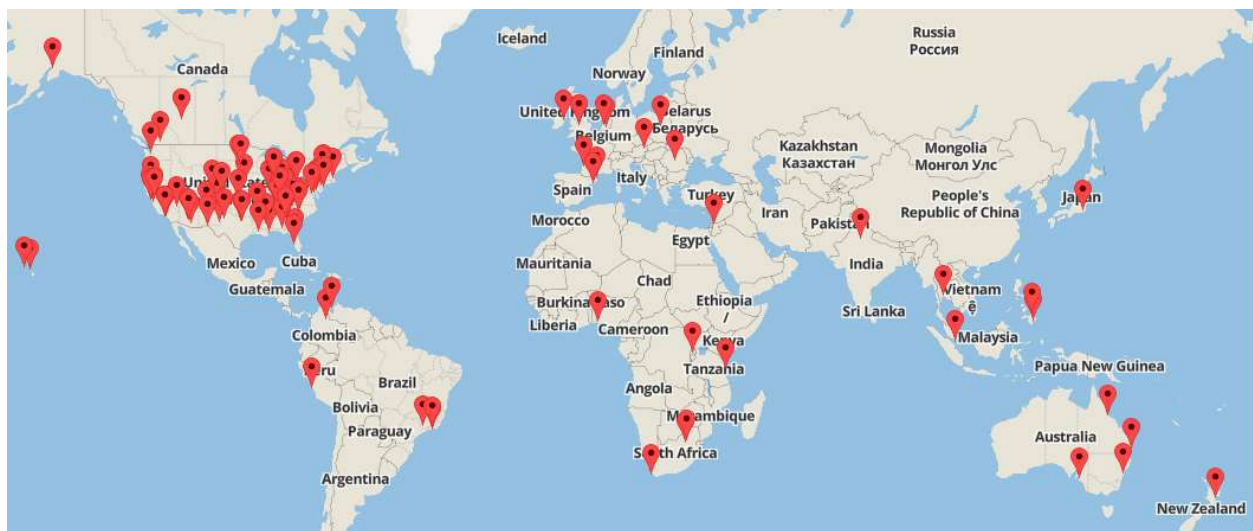 Iceland
Russia
Россия
Finland
Canada
Norway
United Kingdom
Belarus
Беларусь
Belgium
Kazakhstan
Казахстан
Mongolia
Монгол Улс
United States
Italy
Spain
Turkey
Japan
People's
Republic of China
Morocco
Iran
Pakistan
Egypt
Mexico
Cuba
Mauritania
India
Guatemala
Chad
Burkina Faso
Ethiopia
/
Vietnam
ệ
Liberia
Cameroon
Sri Lanka
Colombia
Kenya
Malaysia
Peru
Tanzania
Papua New Guinea
Brazil
Angola
Bolivia
Mozambique
Paraguay
Australia
South Africa
Argentina
New Zealand